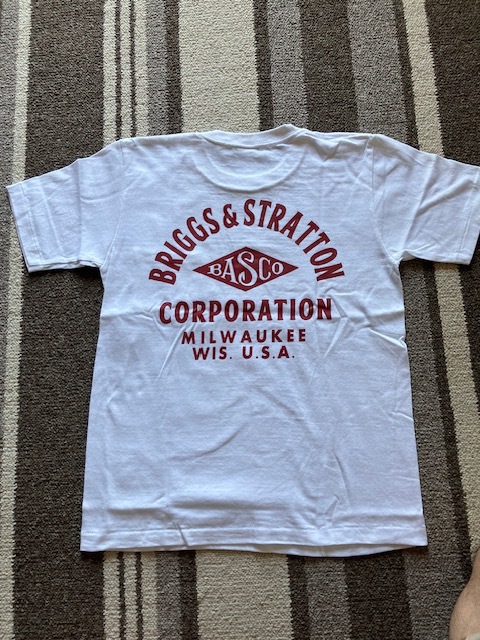 BRIGGS & STRATTON
BASCO
CORPORATION
MILWAUKEE
WIS. U.S.A.